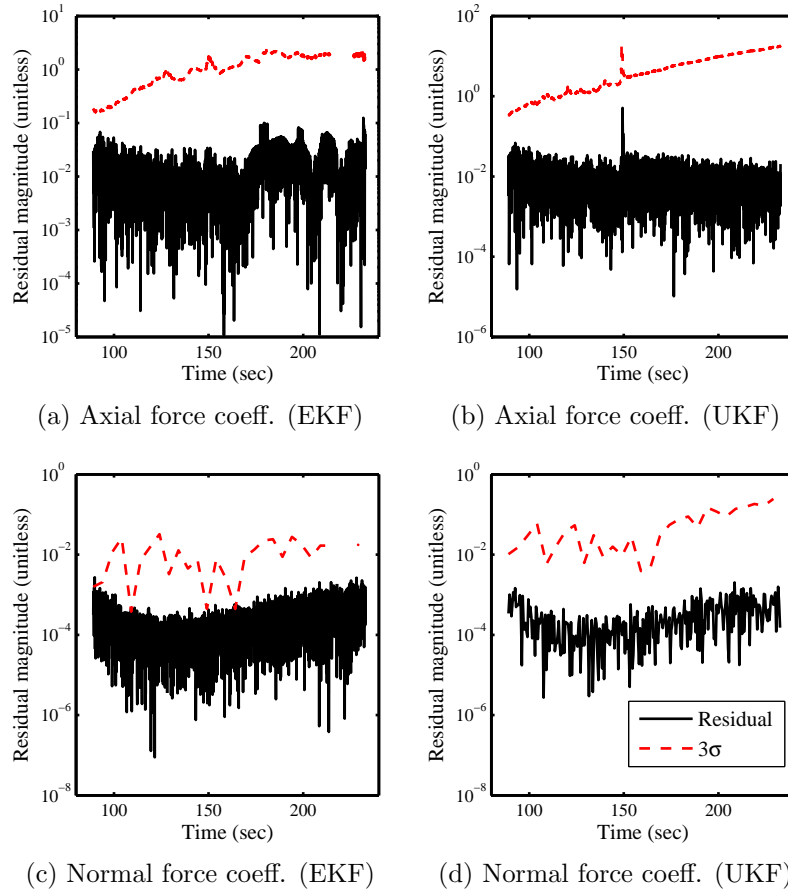 10^1
10^0
10^-1
10^-2
10^-3
10^-4
10^-5
Residual magnitude (unitless)
100 150 200
Time (sec)
(a) Axial force coeff. (EKF)
10^2
10^0
10^-2
10^-4
10^-6
Residual magnitude (unitless)
100 150 200
Time (sec)
(b) Axial force coeff. (UKF)
10^0
10^-2
10^-4
10^-6
10^-8
Residual magnitude (unitless)
100 150 200
Time (sec)
(c) Normal force coeff. (EKF)
10^0
10^-2
10^-4
10^-6
10^-8
Residual magnitude (unitless)
Residual
3σ
100 150 200
Time (sec)
(d) Normal force coeff. (UKF)